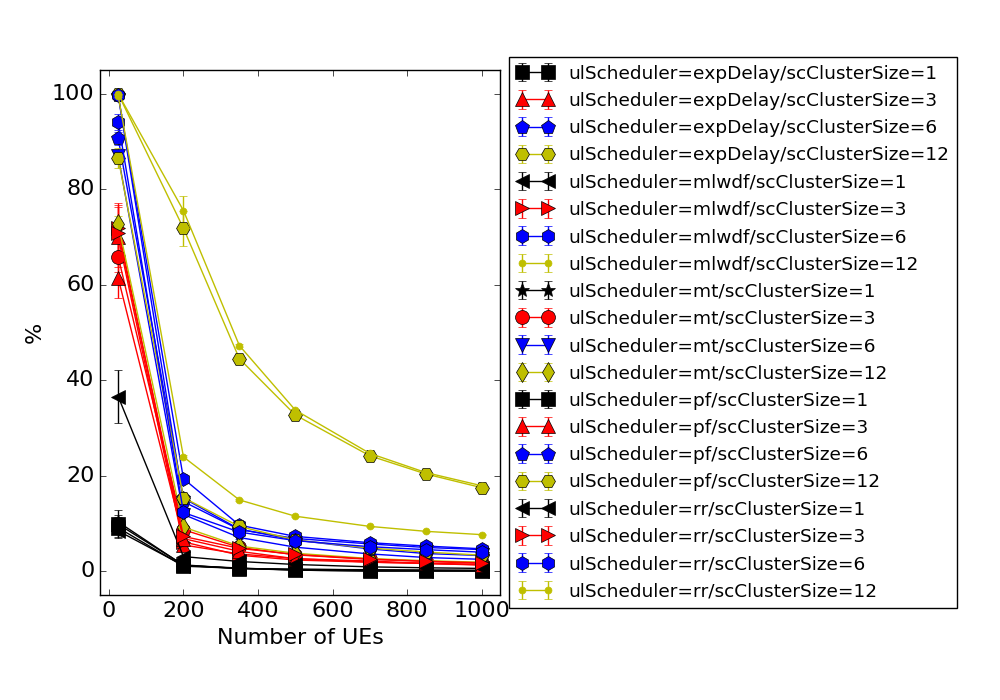 100
80
60
40
20
0
%
0 200 400 600 800 1000
Number of UEs
ulScheduler=expDelay/scClusterSize=1
ulScheduler=expDelay/scClusterSize=3
ulScheduler=expDelay/scClusterSize=6
ulScheduler=expDelay/scClusterSize=12
ulScheduler=mlwdf/scClusterSize=1
ulScheduler=mlwdf/scClusterSize=3
ulScheduler=mlwdf/scClusterSize=6
ulScheduler=mlwdf/scClusterSize=12
ulScheduler=mt/scClusterSize=1
ulScheduler=mt/scClusterSize=3
ulScheduler=mt/scClusterSize=6
ulScheduler=mt/scClusterSize=12
ulScheduler=pf/scClusterSize=1
ulScheduler=pf/scClusterSize=3
ulScheduler=pf/scClusterSize=6
ulScheduler=pf/scClusterSize=12
ulScheduler=rr/scClusterSize=1
ulScheduler=rr/scClusterSize=3
ulScheduler=rr/scClusterSize=6
ulScheduler=rr/scClusterSize=12